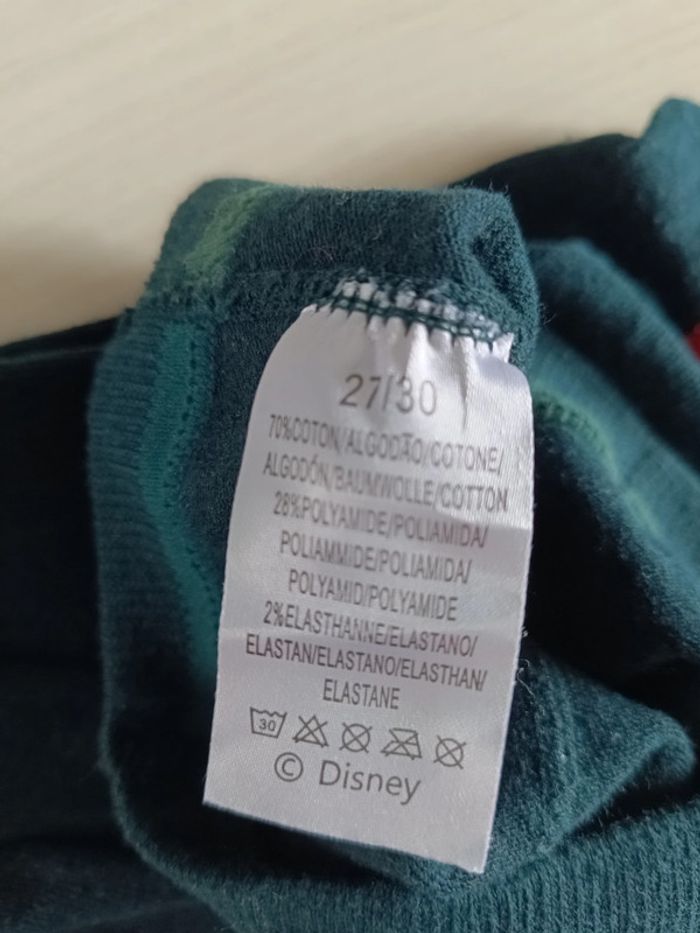 27/30
70%COTON/ALGODÃO/COTONE/
ALGODÓN/BAUMWOLLE/COTTON
28%POLYAMIDE/POLIAMIDA/
POLIAMMIDE/POLIAMIDA/
POLYAMID/POLYAMIDE
2%ELASTHANNE/ELASTANO/
ELASTAN/ELASTANO/ELASTHAN/
ELASTANE
30
© Disney